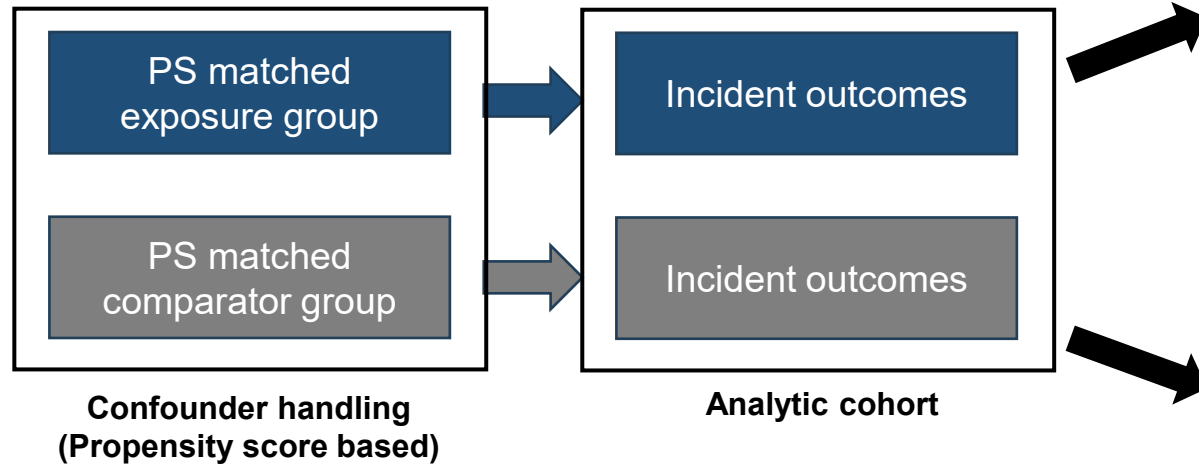 PS matched
exposure group
Incident outcomes
PS matched
comparator group
Incident outcomes
Confounder handling
(Propensity score based)
Analytic cohort